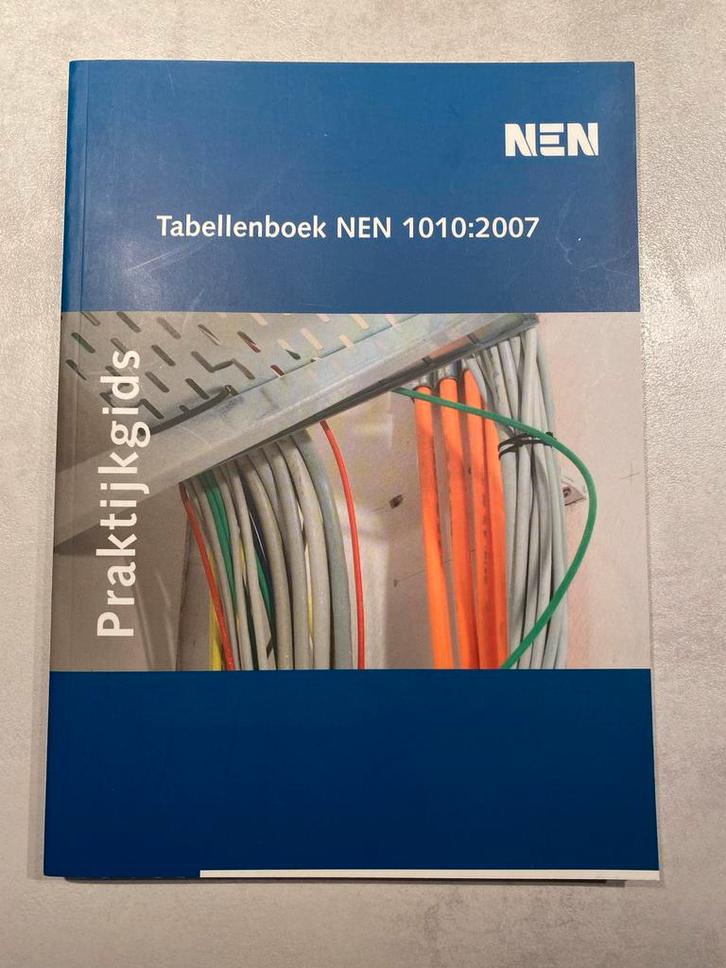 NEN
Tabellenboek NEN 1010:2007
Praktijkgids